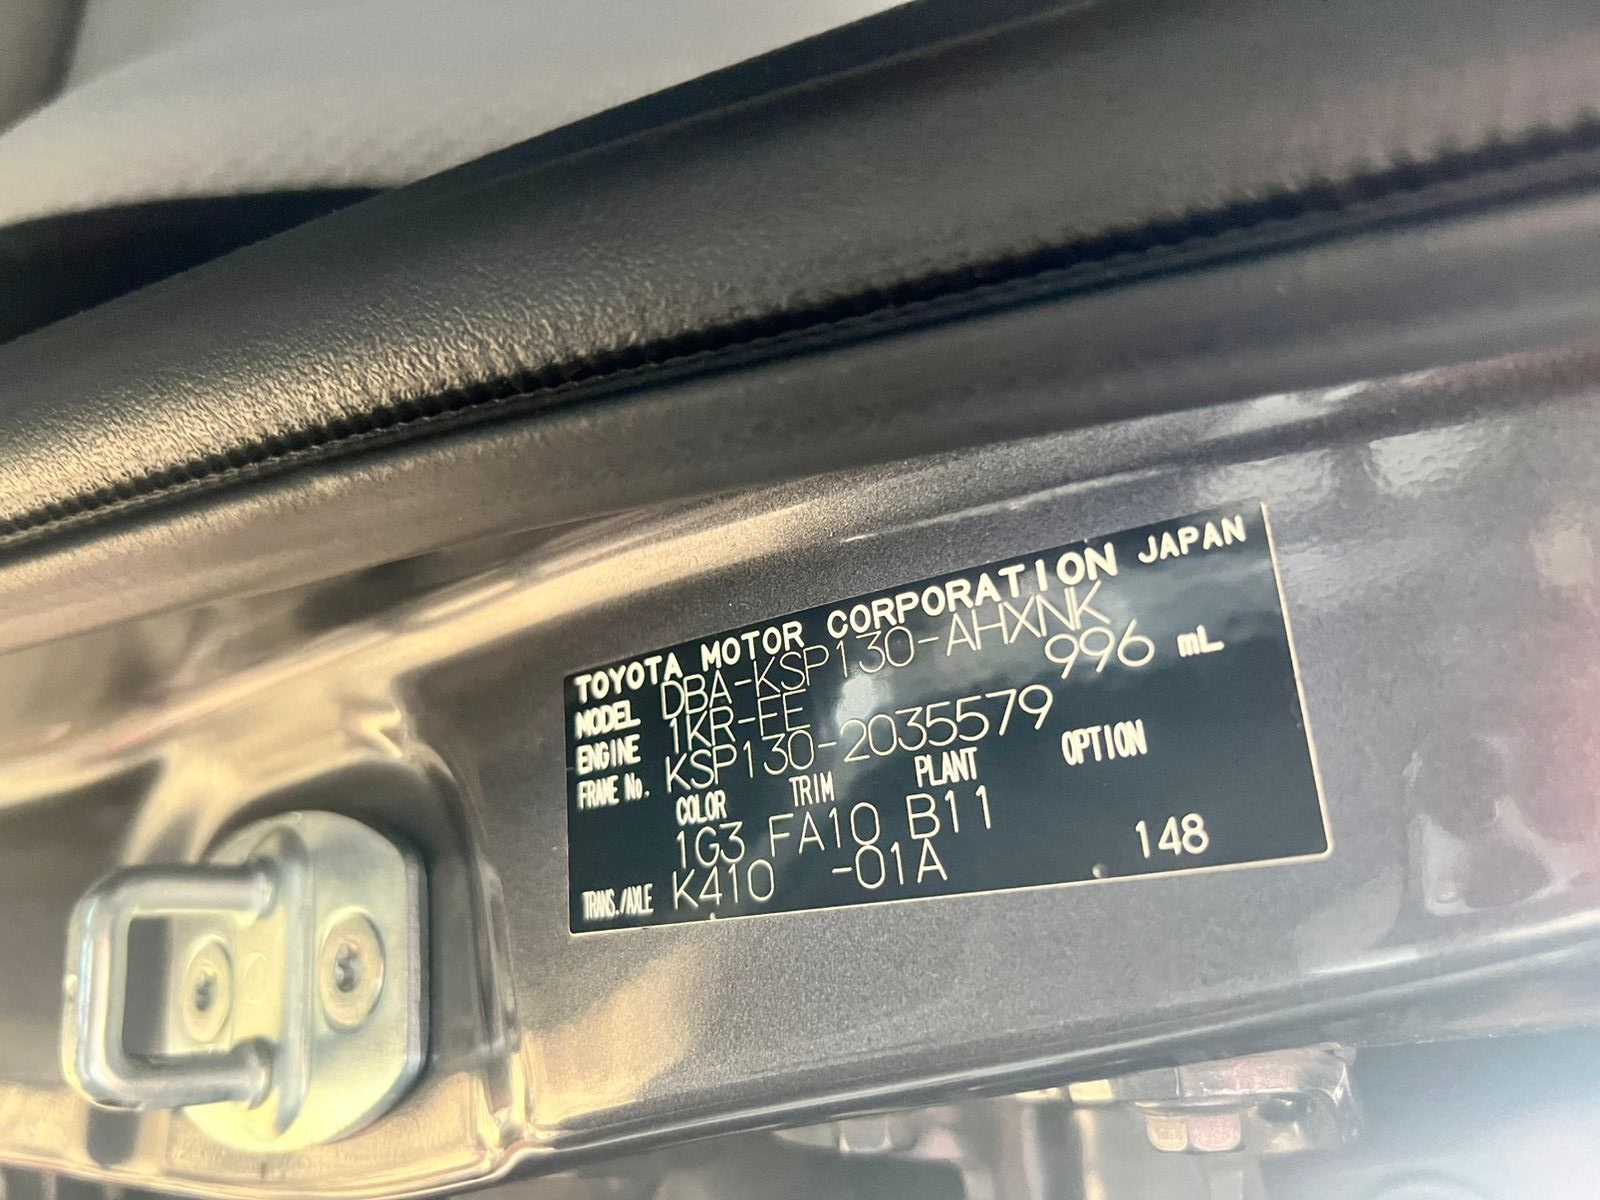 TOYOTA MOTOR CORPORATION JAPAN
MODEL DBA-KSP130-AHXNK
ENGINE 1KR-FE 996 mL
FRAME No. KSP130-2035579
COLOR TRIM PLANT OPTION
1G3 FA10 B11
TRANS./AXLE K410 -01A 148